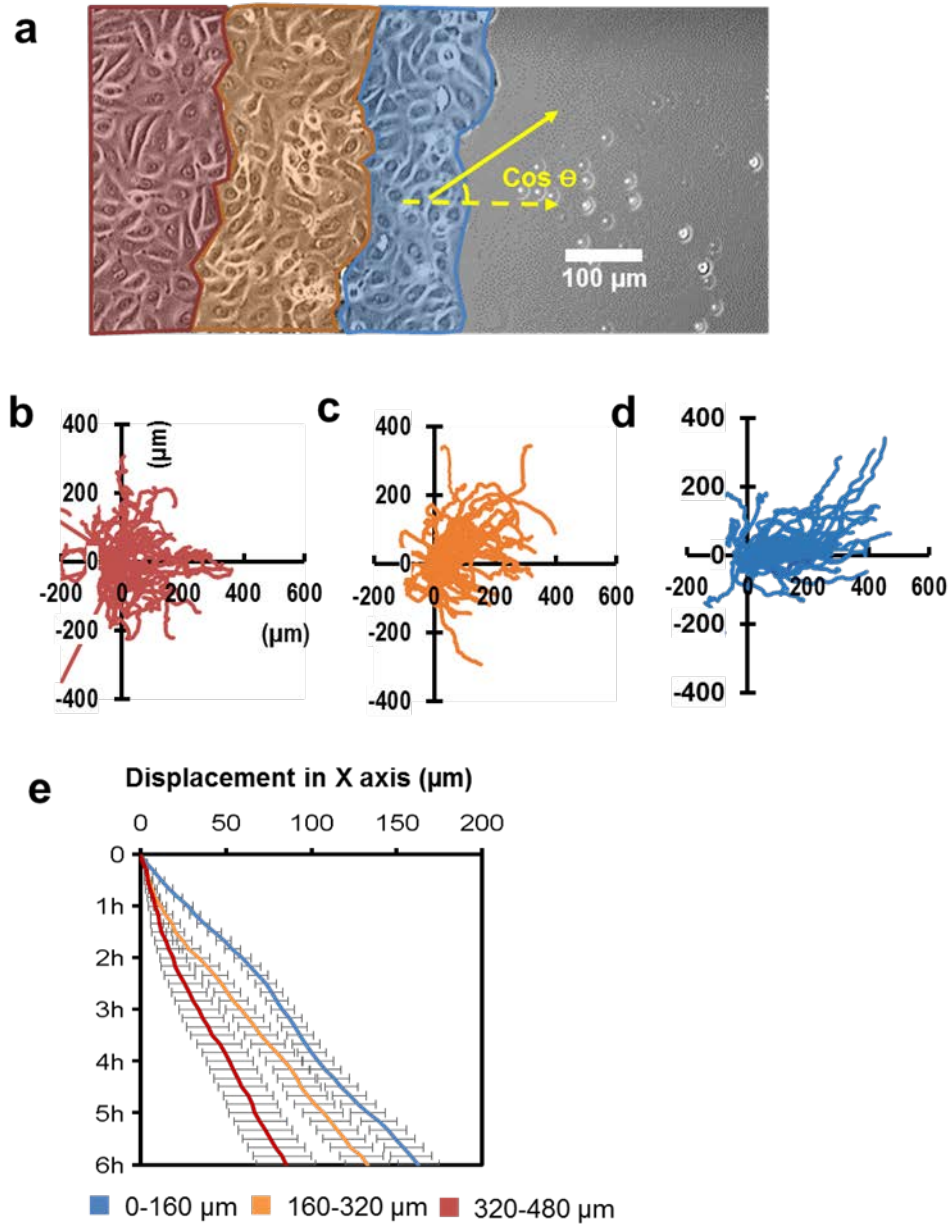 a
Cos Ɵ
100 µm
b
400
200
0
-200
-400
-200 0 200 400 600
(µm)
(µm)
c
400
200
0
-200
-400
-200 0 200 400 600
d
400
200
0
-200
-400
-200 0 200 400 600
e
Displacement in X axis (µm)
0 50 100 150 200
0
1h
2h
3h
4h
5h
6h
0-160 µm 160-320 µm 320-480 µm